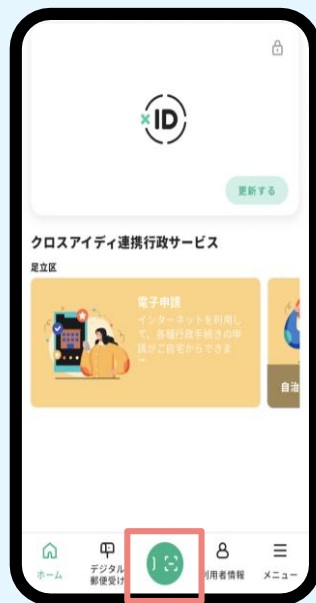 ×ID
更新する
クロスアイディ連携行政サービス
足立区
電子申請
インターネットを利用し
て、各種行政手続きの申
請がご自宅からできま
自治
ホーム
デジタル
郵便受け
利用者情報
メニュー